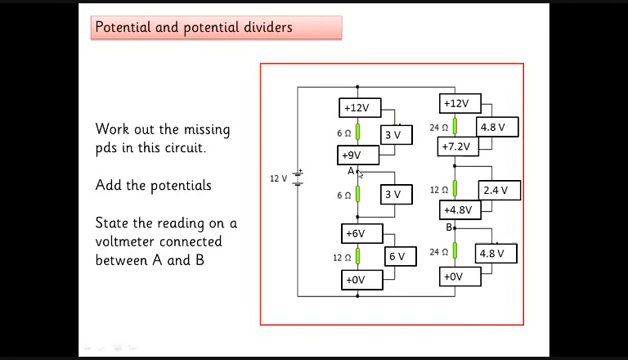 Potential and potential dividers
Work out the missing
pds in this circuit.
Add the potentials
State the reading on a
voltmeter connected
between A and B
12 V
+12V
6 Ω
3 V
+9V
A
6 Ω
3 V
+6V
12 Ω
6 V
+0V
+12V
24 Ω
4.8 V
+7.2V
12 Ω
2.4 V
+4.8V
B
24 Ω
4.8 V
+0V